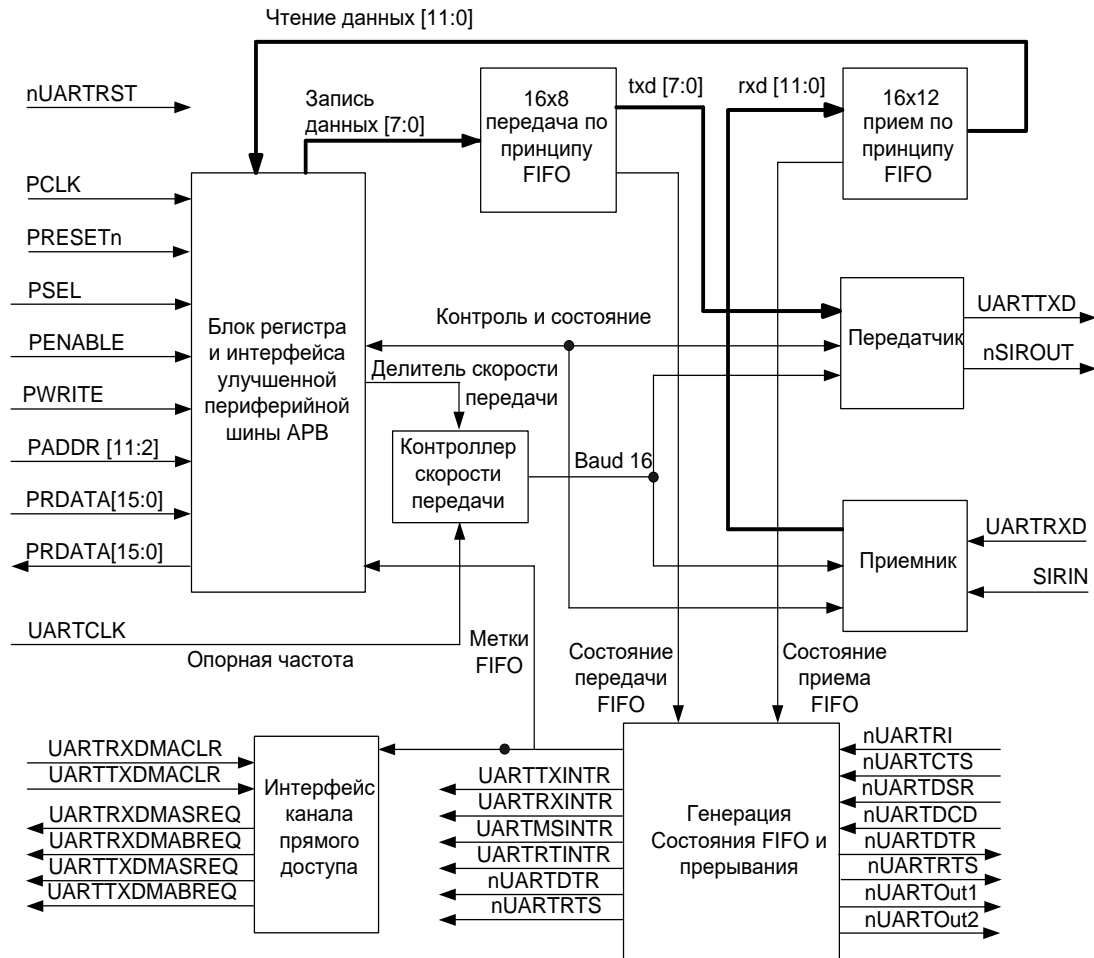 Чтение данных [11:0]
nUARTRST
Запись
данных [7:0]
16x8
передача по
принципу
FIFO
txd [7:0]
rxd [11:0]
16x12
прием по
принципу
FIFO
PCLK
PRESETn
PSEL
PENABLE
PWRITE
PADDR [11:2]
PRDATA[15:0]
PRDATA[15:0]
Блок регистра
и интерфейса
улучшенной
периферийной
шины APB
Контроль и состояние
Делитель скорости
передачи
Контроллер
скорости
передачи
Baud 16
Передатчик
UARTTXD
nSIROUT
Приемник
UARTRXD
SIRIN
UARTCLK
Опорная частота
Метки
FIFO
Состояние
передачи
FIFO
Состояние
приема
FIFO
UARTRXDMACLR
UARTTXDMACLR
UARTRXDMASREQ
UARTRXDMABREQ
UARTTXDMASREQ
UARTTXDMABREQ
Интерфейс
канала
прямого
доступа
UARTTXINTR
UARTRXINTR
UARTMSINTR
UARTRTINTR
nUARTDTR
nUARTRTS
Генерация
Состояния FIFO и
прерывания
nUARTRI
nUARTCTS
nUARTDSR
nUARTDCD
nUARTDTR
nUARTRTS
nUARTOut1
nUARTOut2